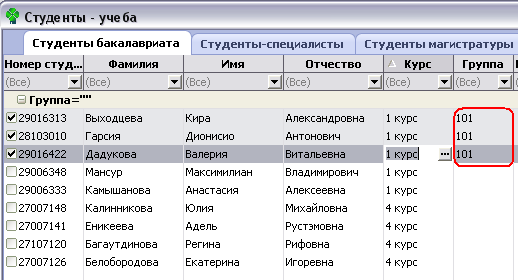 Студенты - учеба
Студенты бакалавриата Студенты-специалисты Студенты магистратуры
Номер студ... Фамилия Имя Отчество Курс Группа
(Все) (Все) (Все) (Все) (Все) (Все)
Группа=""
29016313 Выходцева Кира Александровна 1 курс 101
28103010 Гарсия Дионисио Антонович 1 курс 101
29016422 Дадукова Валерия Витальевна 1 курс ... 101
29006348 Мансур Максимилиан Владимирович 1 курс
29006333 Камышанова Анастасия Алексеевна 1 курс
27007148 Калинникова Юлия Михайловна 4 курс
27007141 Еникеева Адель Рустэмовна 4 курс
27107120 Багаутдинова Регина Рифовна 4 курс
27007126 Белобородова Екатерина Игоревна 4 курс